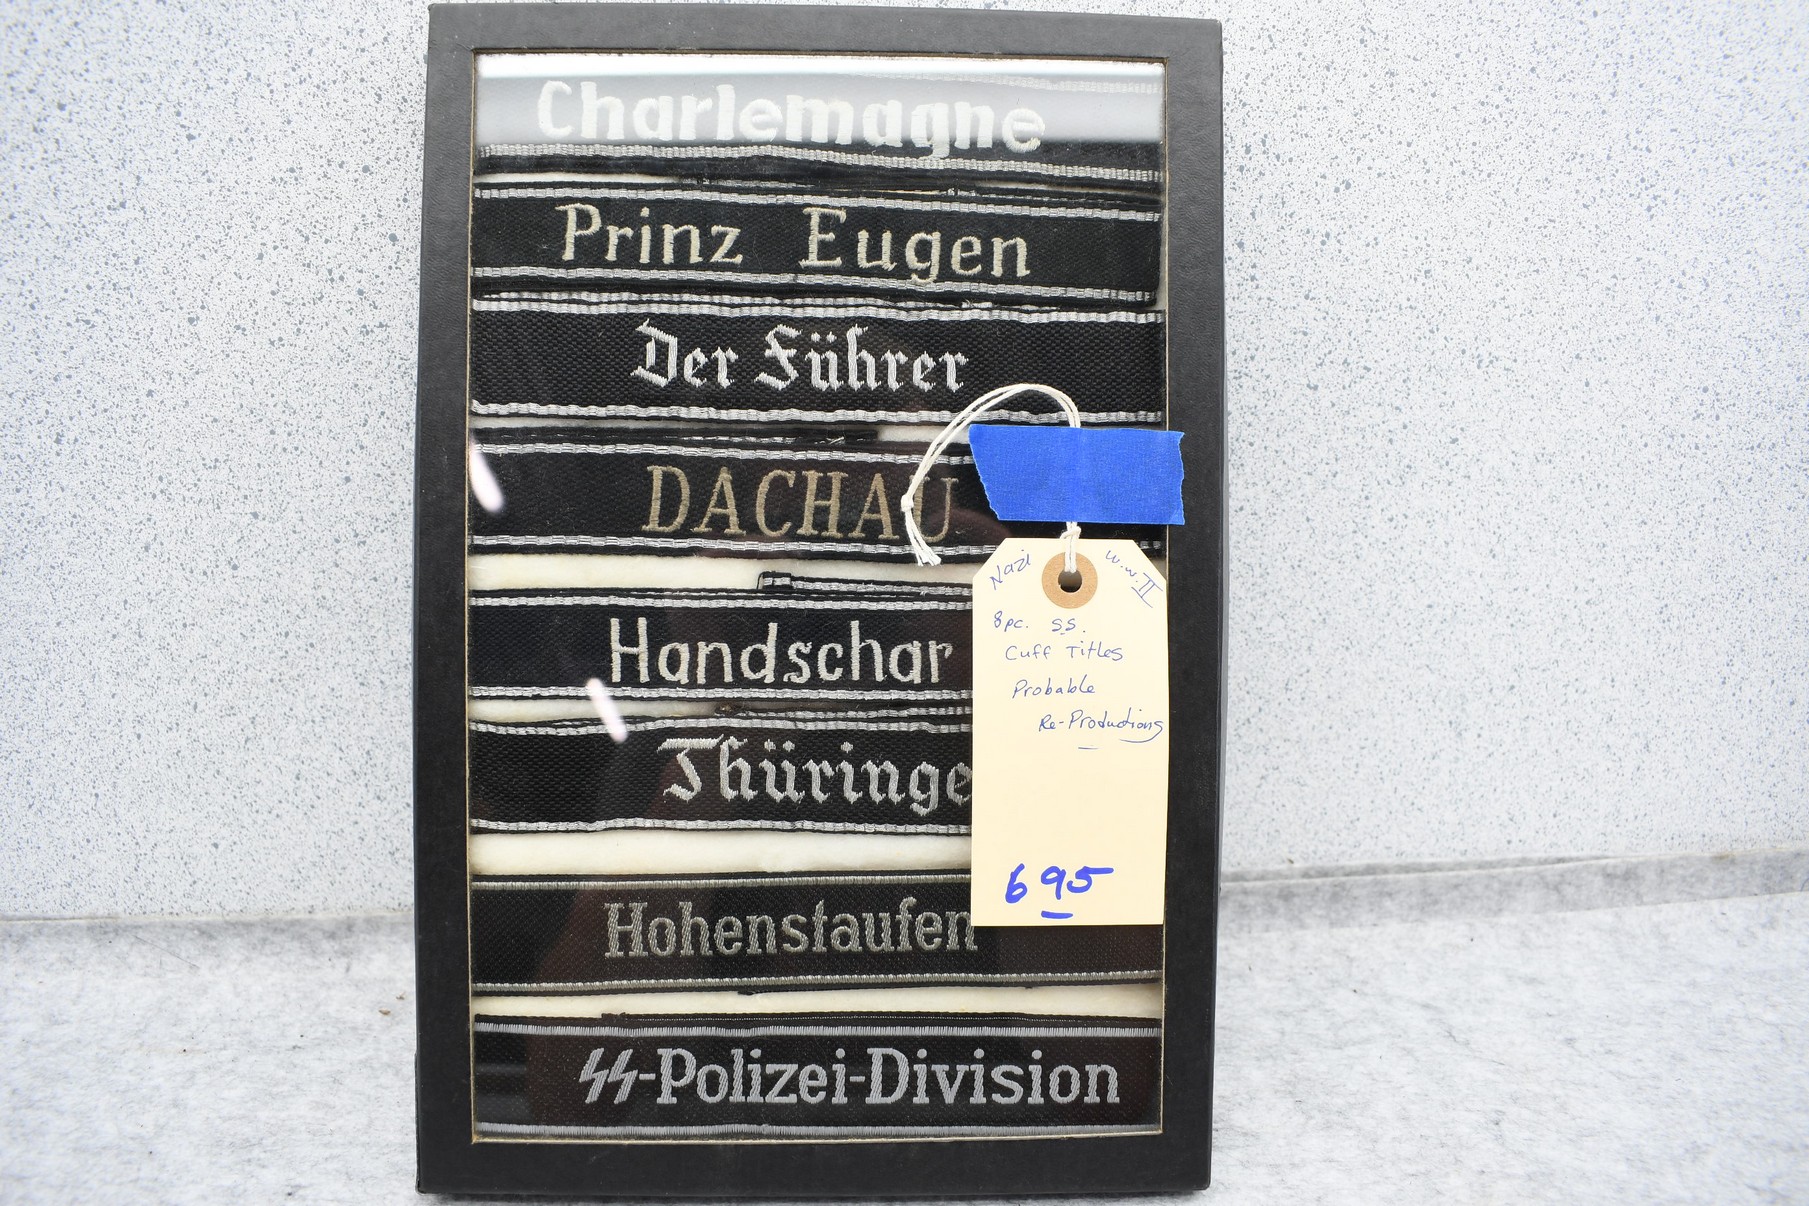 Charlemagne
Prinz Eugen
Der Führer
DACHAU
Handschar
Thüringe
Hohenstaufen
SS-Polizei-Division
Nazi W.W.II
8pc. SS.
Cuff Titles
Probable
Re-Productions
695